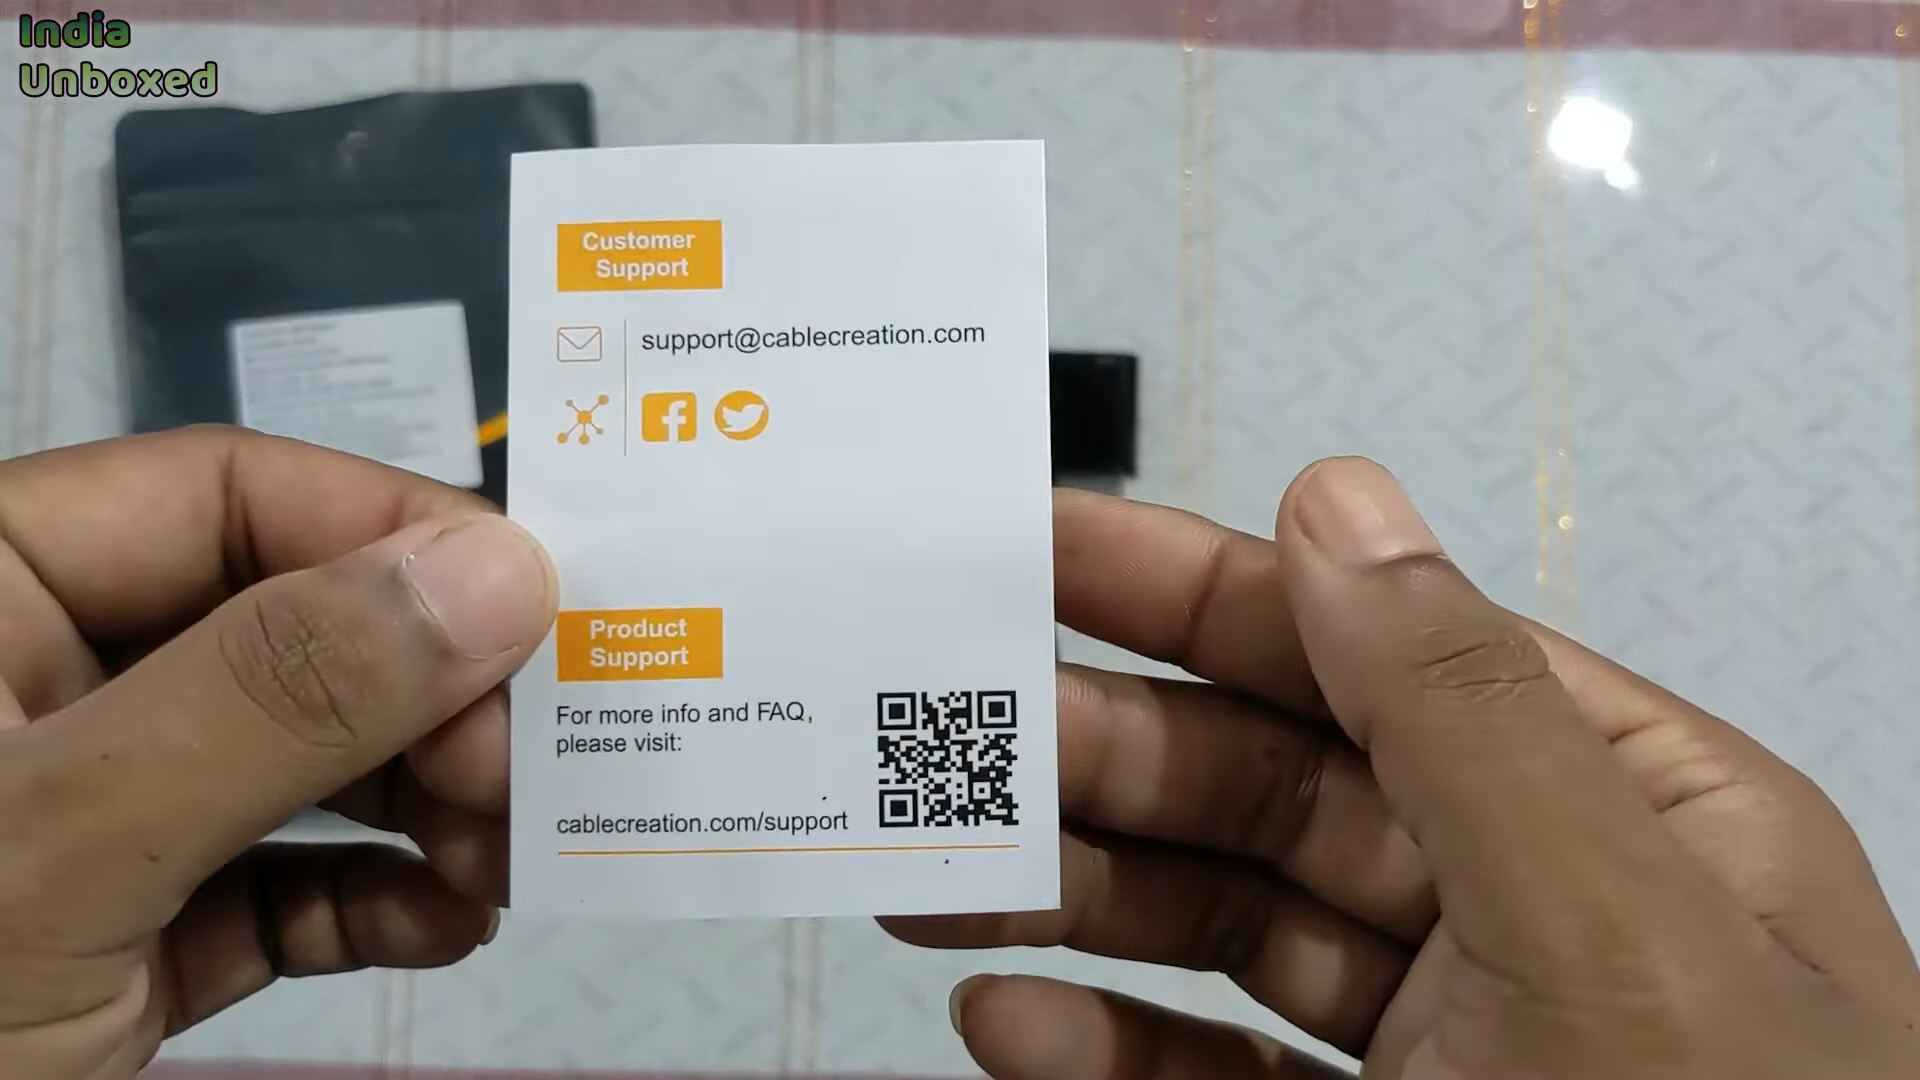 India
Unboxed
Customer
Support
support@cablecreation.com
Product
Support
For more info and FAQ,
please visit:
cablecreation.com/support